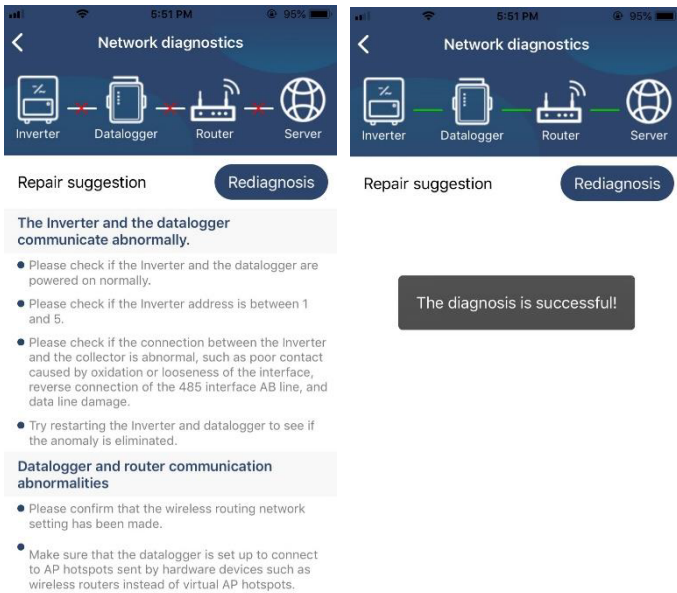 5:51 PM
95%
Network diagnostics
Inverter Datalogger Router Server
Repair suggestion
Rediagnosis
The Inverter and the datalogger
communicate abnormally.
Please check if the Inverter and the datalogger are
powered on normally.
Please check if the Inverter address is between 1
and 5.
Please check if the connection between the Inverter
and the collector is abnormal, such as poor contact
caused by oxidation or looseness of the interface,
reverse connection of the 485 interface AB line, and
data line damage.
Try restarting the Inverter and datalogger to see if
the anomaly is eliminated.
Datalogger and router communication
abnormalities
Please confirm that the wireless routing network
setting has been made.
Make sure that the datalogger is set up to connect
to AP hotspots sent by hardware devices such as
wireless routers instead of virtual AP hotspots.
5:51 PM
95%
Network diagnostics
Inverter Datalogger Router Server
Repair suggestion
Rediagnosis
The diagnosis is successful!